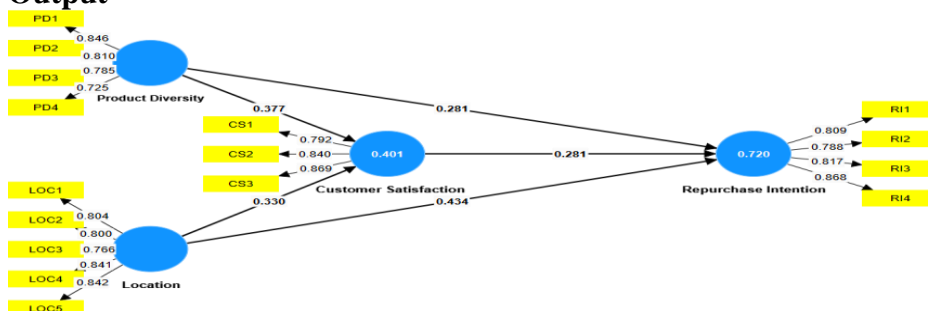 Output
PD1
0.846
PD2
0.810
0.785
PD3
0.725
PD4
Product Diversity
0.377
0.281
CS1
0.792
CS2
0.840
0.869
CS3
0.401
Customer Satisfaction
0.281
0.720
Repurchase Intention
RI1
0.809
RI2
0.788
0.817
RI3
0.868
RI4
LOC1
0.804
LOC2
0.800
LOC3
0.766
0.841
LOC4
0.842
LOC5
Location
0.330
0.434